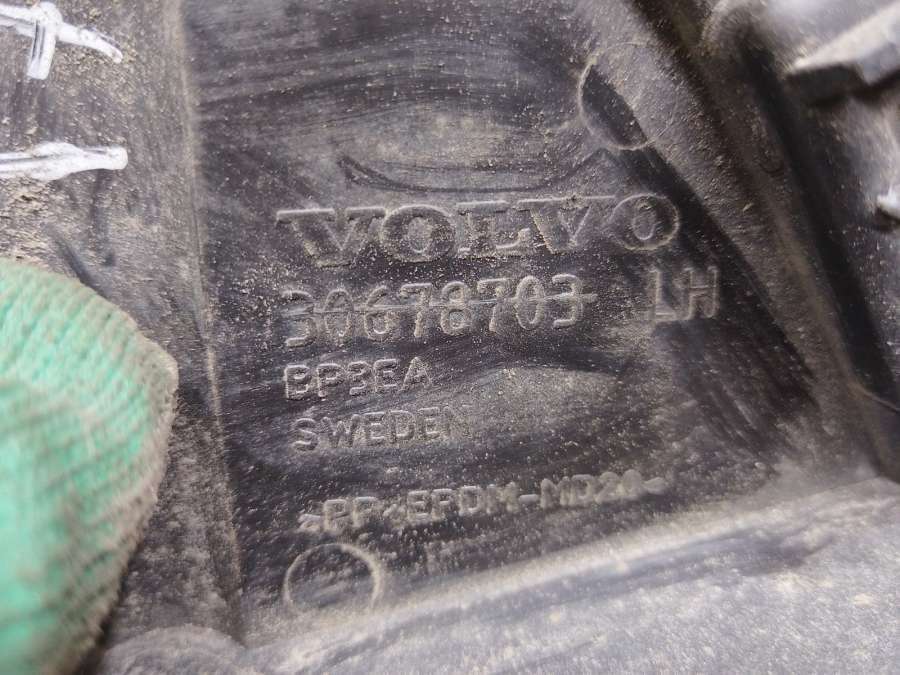 VOLVO
30678703 LH
BP3EA
SWEDEN
>PP+EPDM-MD20<